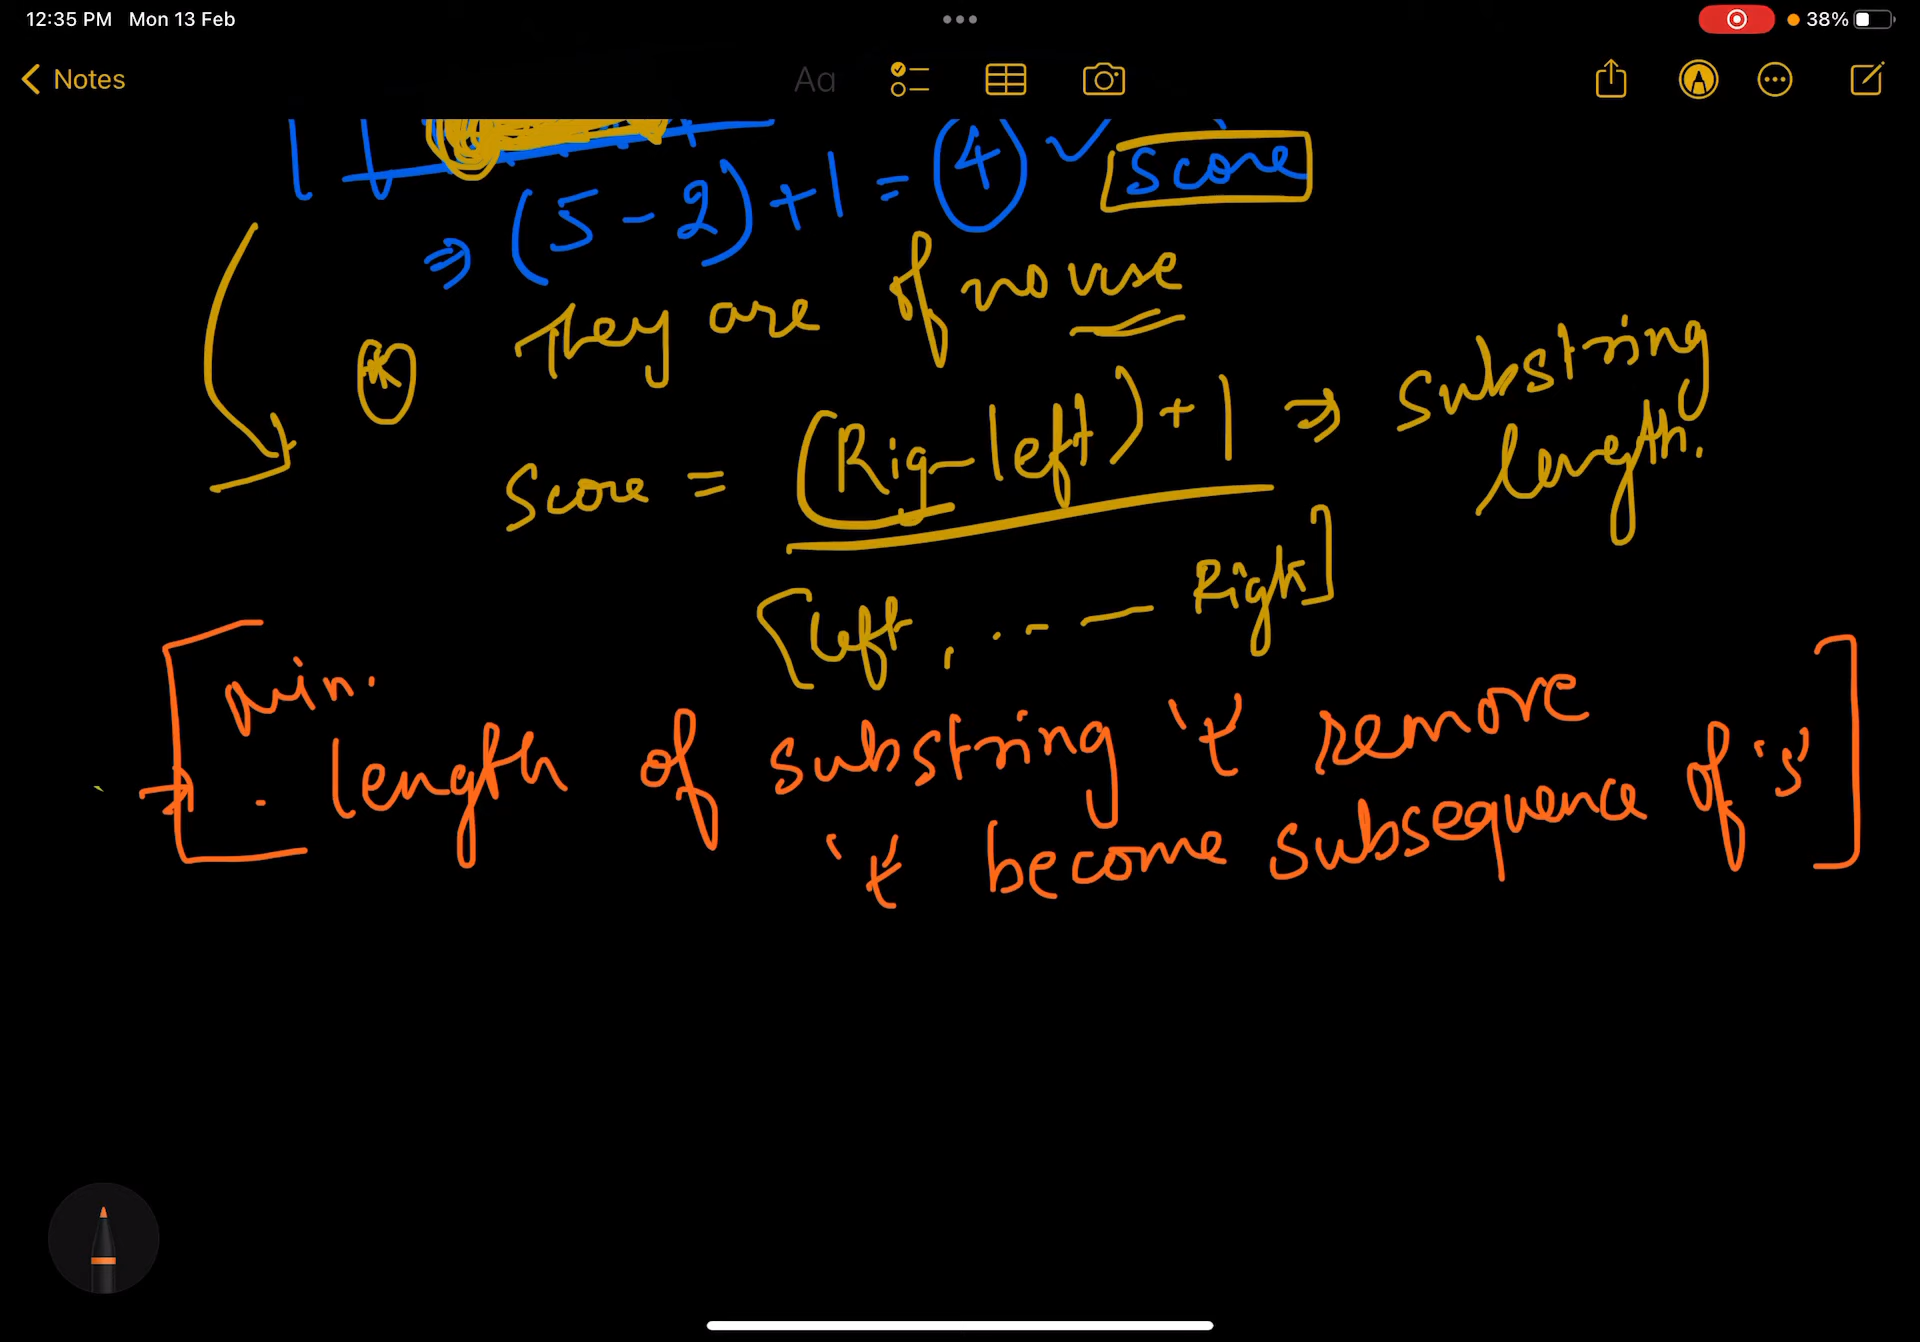 12:35 PM Mon 13 Feb
38%
Notes
Aa
⇒ (5-2)+1 = 4 ✓ score
* They are of no use
Score = (Rig-left)+1 ⇒ substring length.
[left, ..- — Righ]
min.
→ . length of substring 't' remove
't' become subsequence of 's'